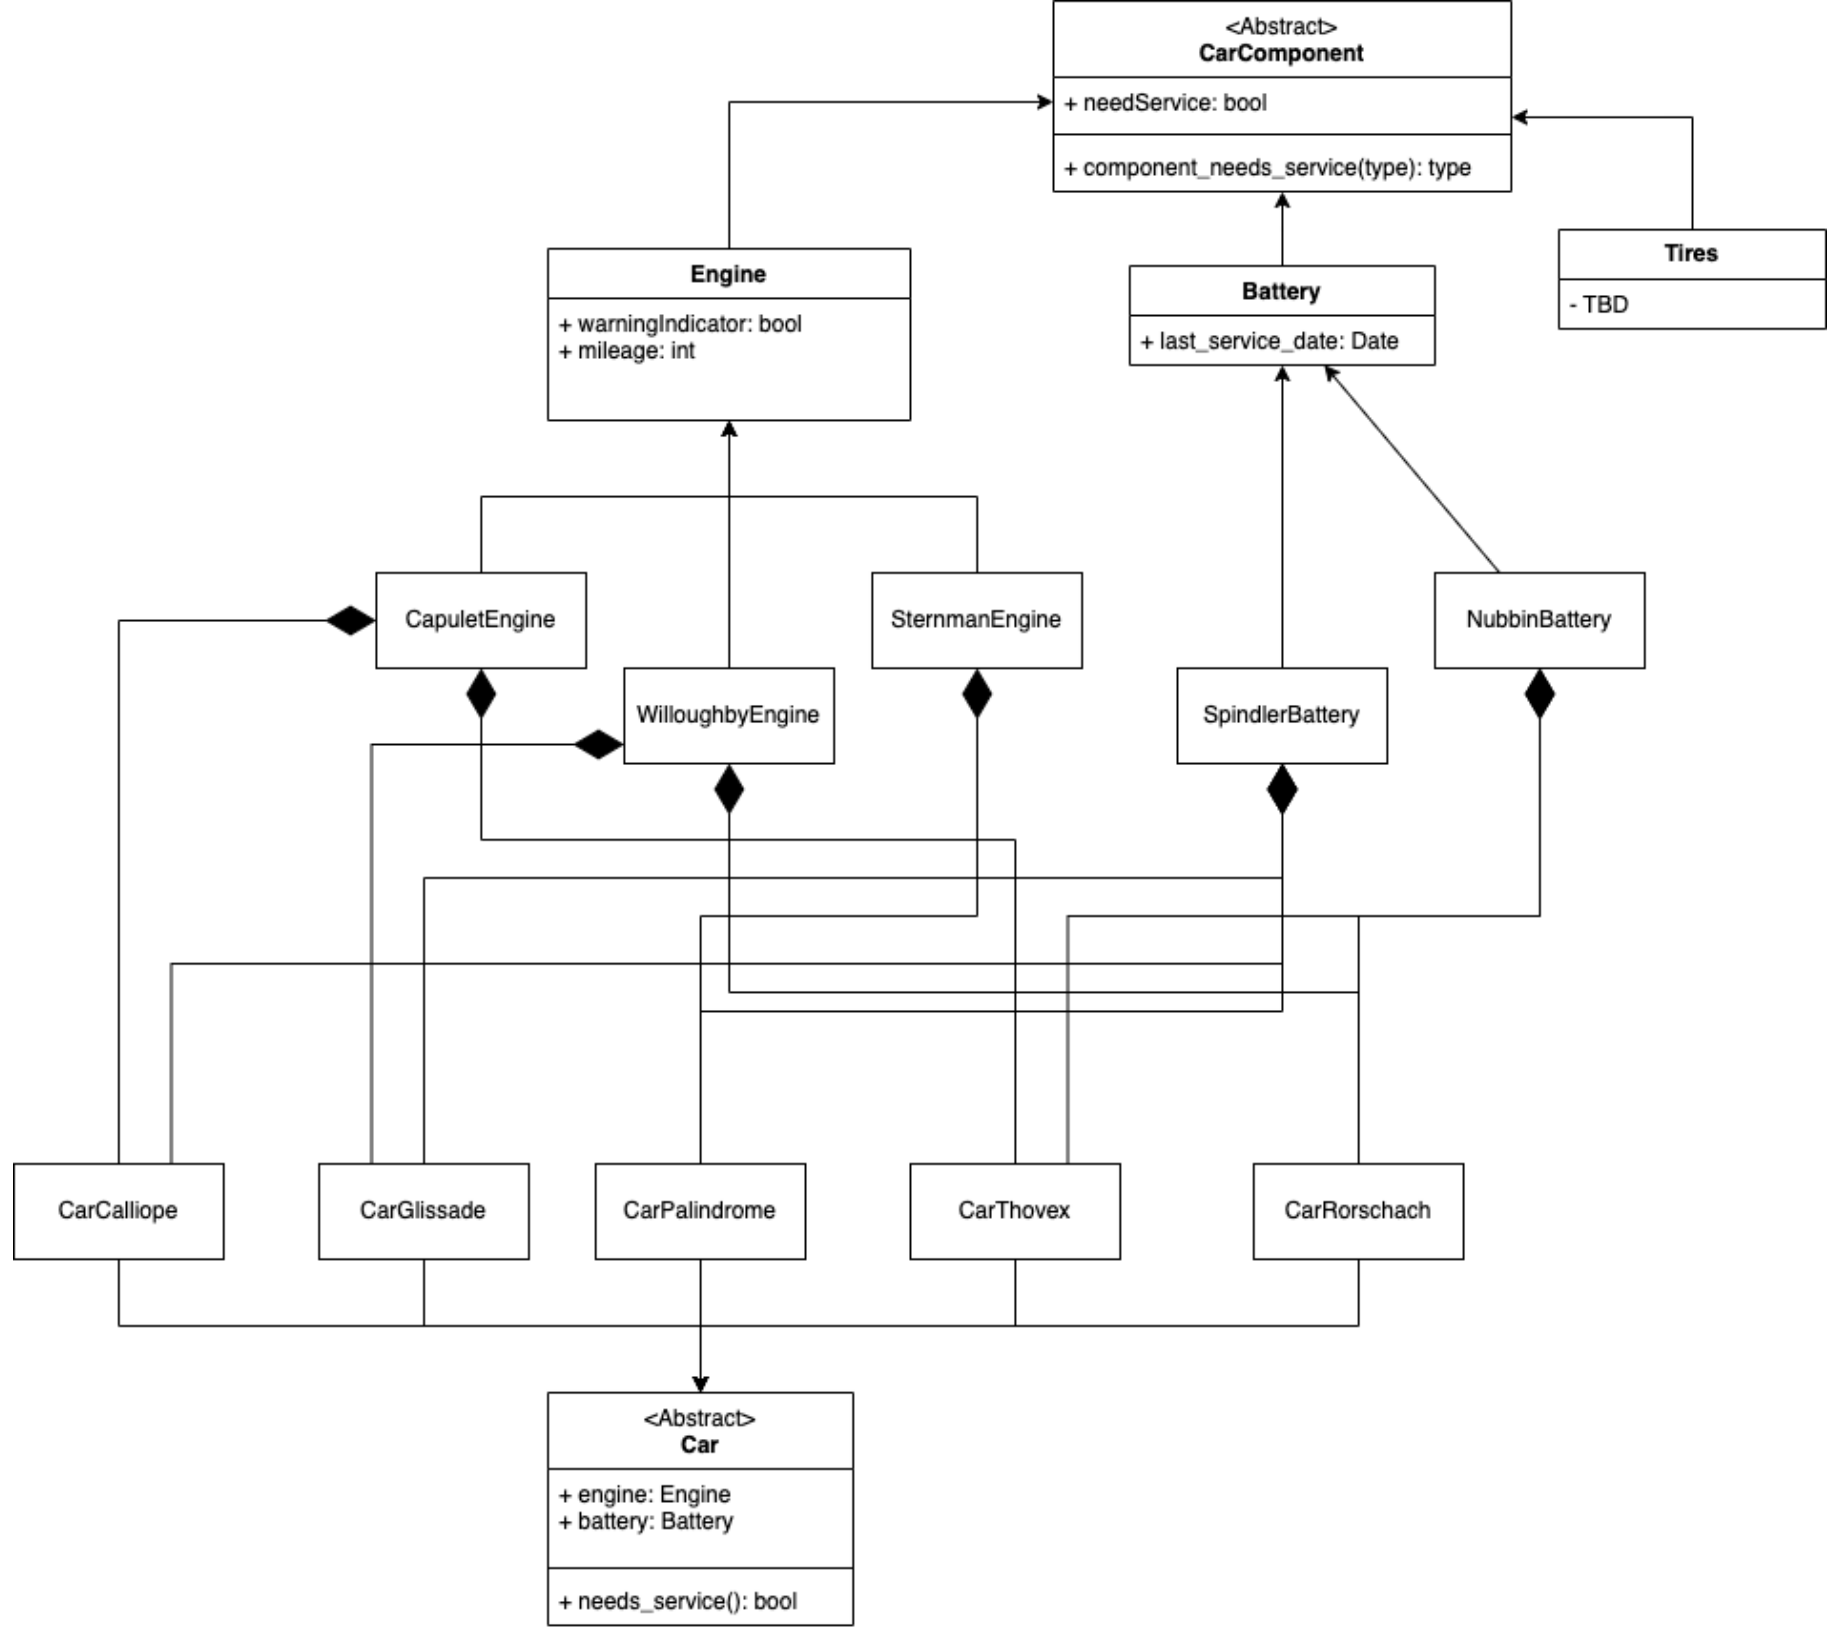 <Abstract>
CarComponent
+ needService: bool
+ component_needs_service(type): type
Engine
+ warningIndicator: bool
+ mileage: int
Battery
+ last_service_date: Date
Tires
- TBD
CapuletEngine
SternmanEngine
NubbinBattery
WilloughbyEngine
SpindlerBattery
CarCalliope
CarGlissade
CarPalindrome
CarThovex
CarRorschach
<Abstract>
Car
+ engine: Engine
+ battery: Battery
+ needs_service(): bool